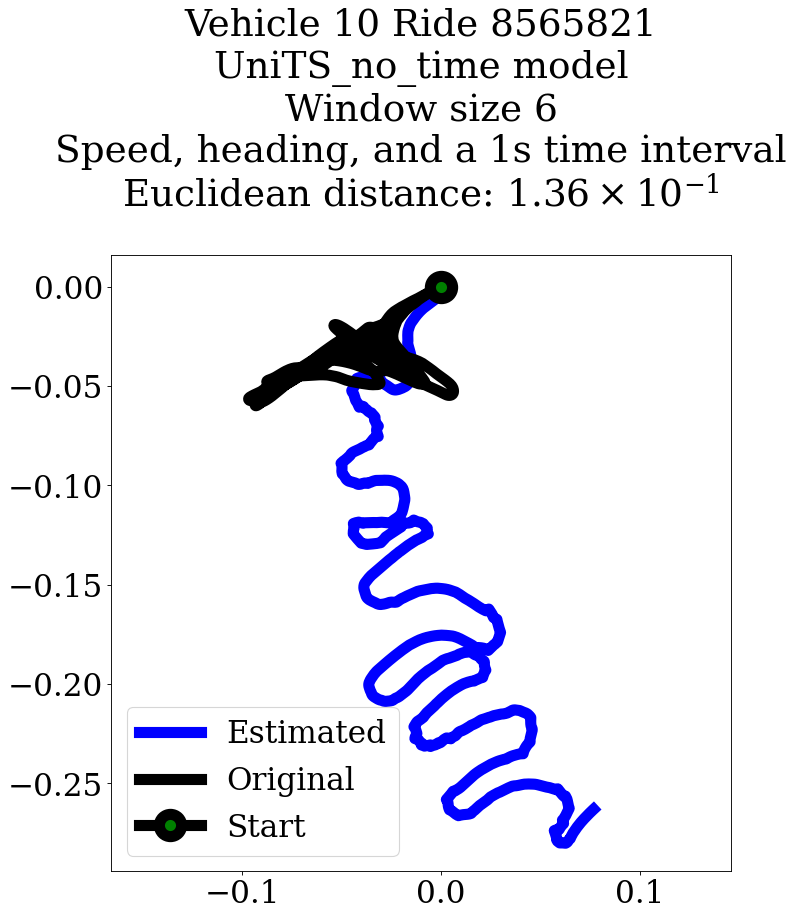 Vehicle 10 Ride 8565821
UniTS_no_time model
Window size 6
Speed, heading, and a 1s time interval
Euclidean distance: 1.36 × 10⁻¹
0.00
−0.05
−0.10
−0.15
−0.20
−0.25
Estimated
Original
Start
−0.1 0.0 0.1